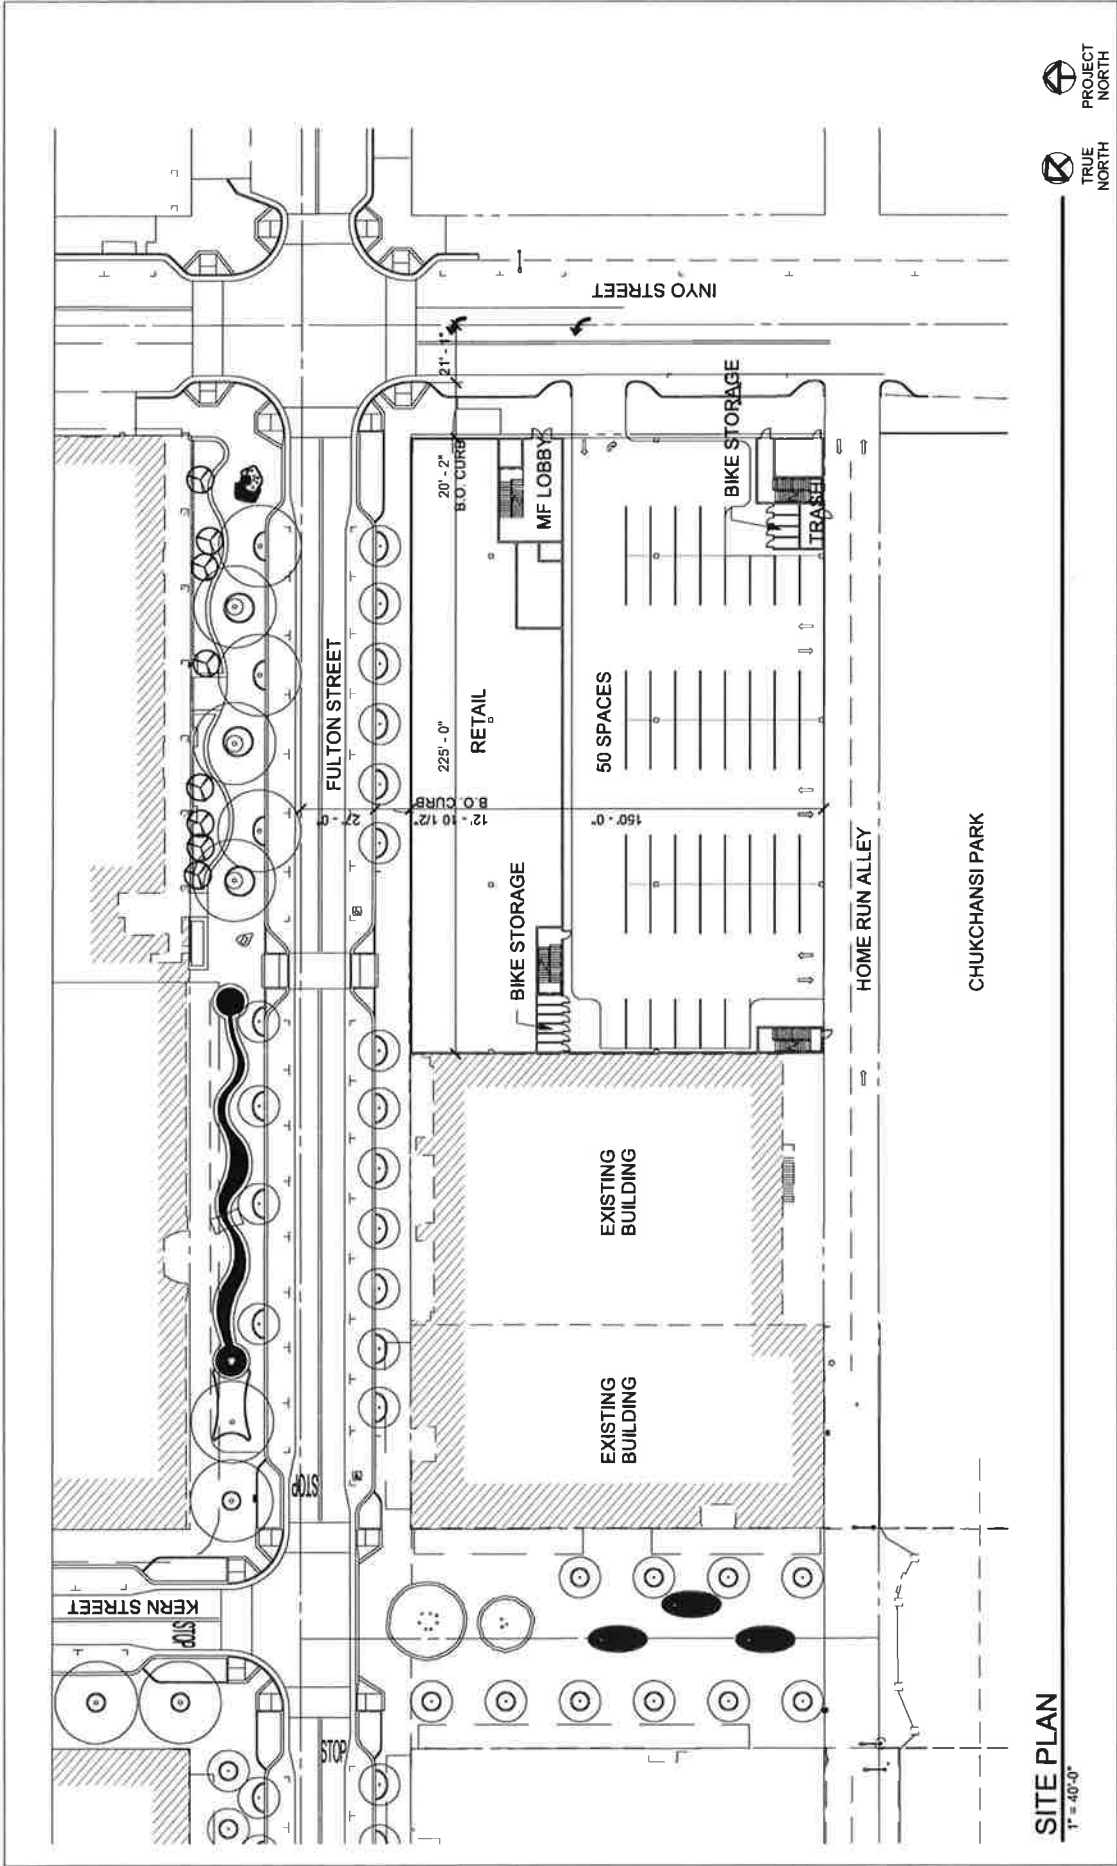 KERN STREET
STOP
STOP
STOP
FULTON STREET
INYO STREET
27' - 0"
12' - 10 1/2"
B.O. CURB
225' - 0"
20' - 2"
B.O. CURB
21' - 1"
RETAIL
MF LOBBY
BIKE STORAGE
50 SPACES
150' - 0"
BIKE STORAGE
TRASH
EXISTING
BUILDING
EXISTING
BUILDING
HOME RUN ALLEY
CHUKCHANSI PARK
SITE PLAN
1" = 40'-0"
TRUE
NORTH
PROJECT
NORTH